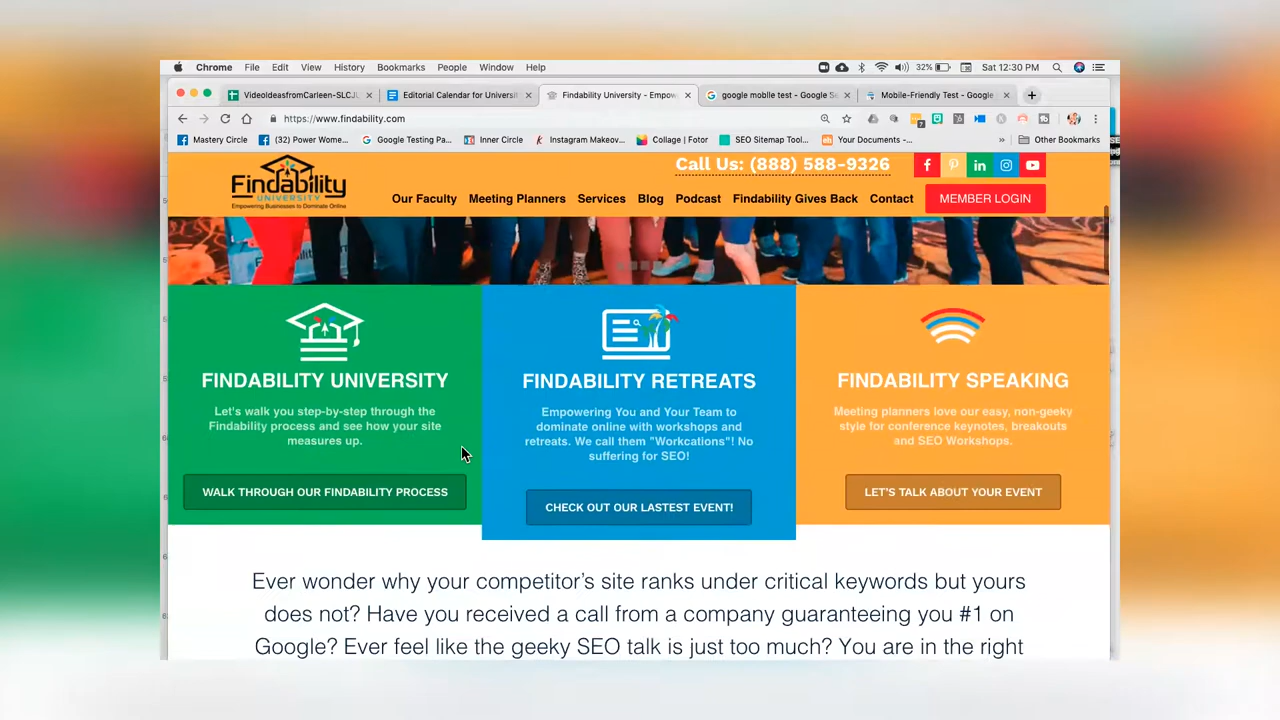 Chrome File Edit View History Bookmarks People Window Help 32% Sat 12:30 PM
VideoIdeasfromCarleen-SLCJU
Editorial Calendar for Universit
Findability University - Empow
google mobile test - Google Se
Mobile-Friendly Test - Google
https://www.findability.com
Mastery Circle
(32) Power Wome...
Google Testing Pa...
Inner Circle
Instagram Makeov...
Collage | Fotor
SEO Sitemap Tool...
Your Documents -...
»
Other Bookmarks
Findability
UNIVERSITY
Empowering Businesses to Dominate Online
Call Us: (888) 588-9326
Our Faculty Meeting Planners Services Blog Podcast Findability Gives Back Contact MEMBER LOGIN
FINDABILITY UNIVERSITY
Let's walk you step-by-step through the
Findability process and see how your site
measures up.
WALK THROUGH OUR FINDABILITY PROCESS
FINDABILITY RETREATS
Empowering You and Your Team to
dominate online with workshops and
retreats. We call them "Workcations"! No
suffering for SEO!
CHECK OUT OUR LASTEST EVENT!
FINDABILITY SPEAKING
Meeting planners love our easy, non-geeky
style for conference keynotes, breakouts
and SEO Workshops.
LET'S TALK ABOUT YOUR EVENT
Ever wonder why your competitor's site ranks under critical keywords but yours
does not? Have you received a call from a company guaranteeing you #1 on
Google? Ever feel like the geeky SEO talk is just too much? You are in the right